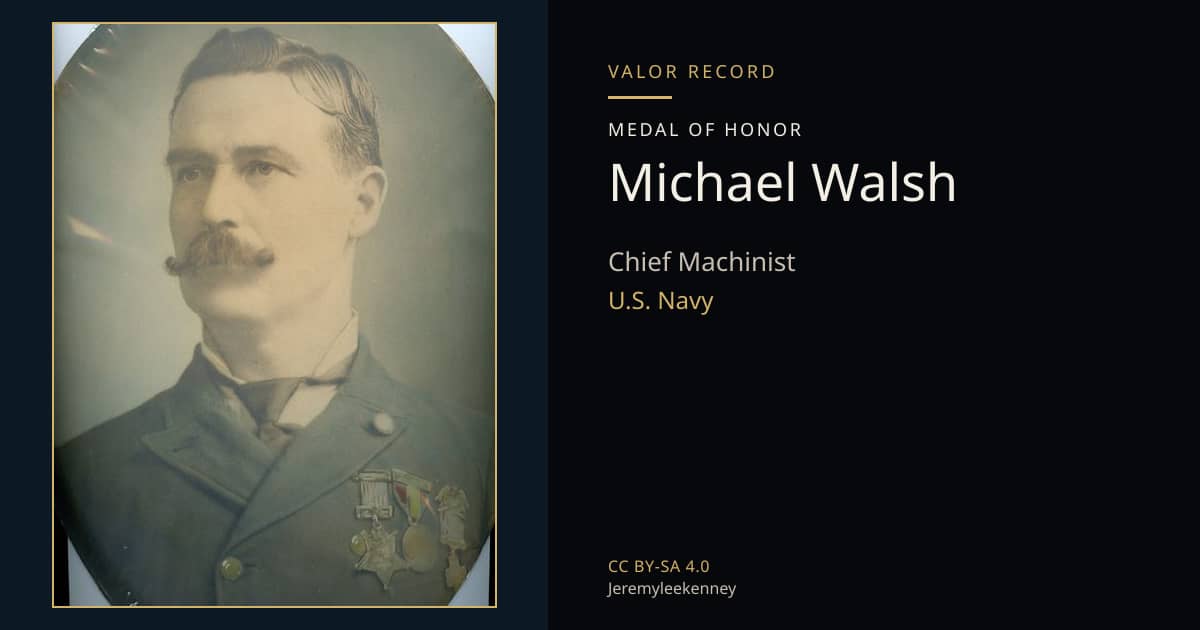 VALOR RECORD
MEDAL OF HONOR
Michael Walsh
Chief Machinist
U.S. Navy
CC BY-SA 4.0
Jeremyleekenney